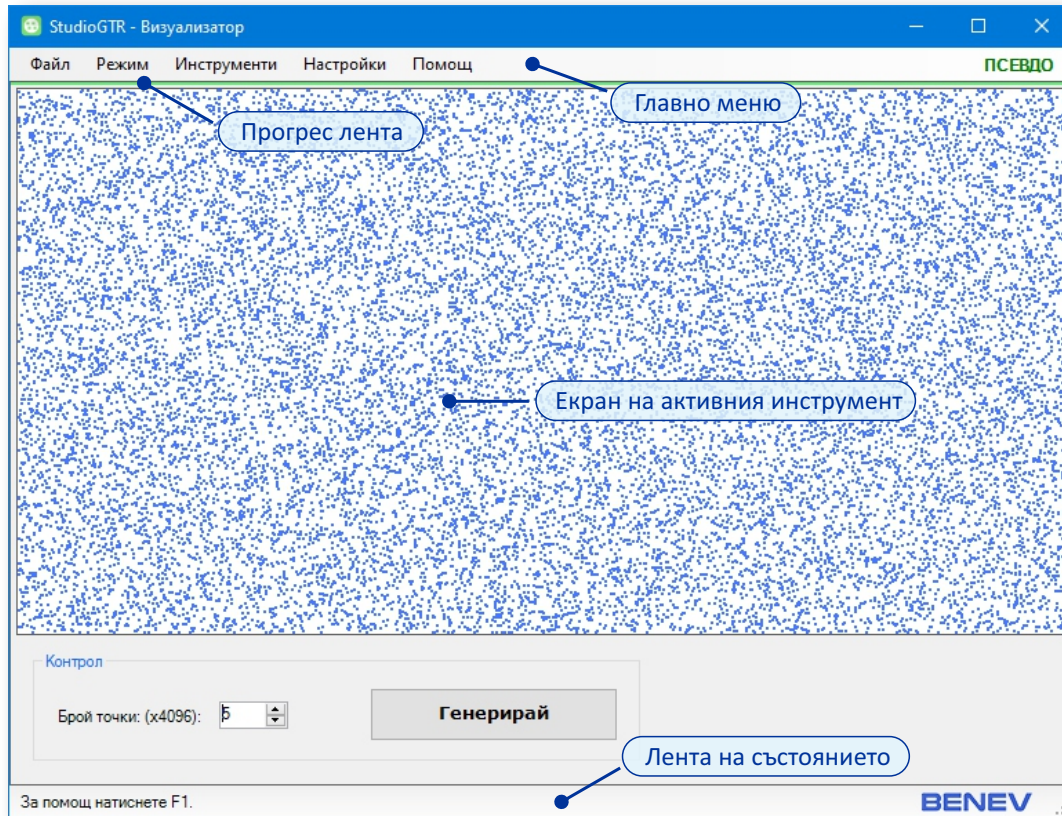 StudioGTR - Визуализатор
Файл Режим Инструменти Настройки Помощ ПСЕВДО
Главно меню
Прогрес лента
Екран на активния инструмент
Контрол
Брой точки: (x4096): 5 Генерирай
Лента на състоянието
За помощ натиснете F1. BENEV